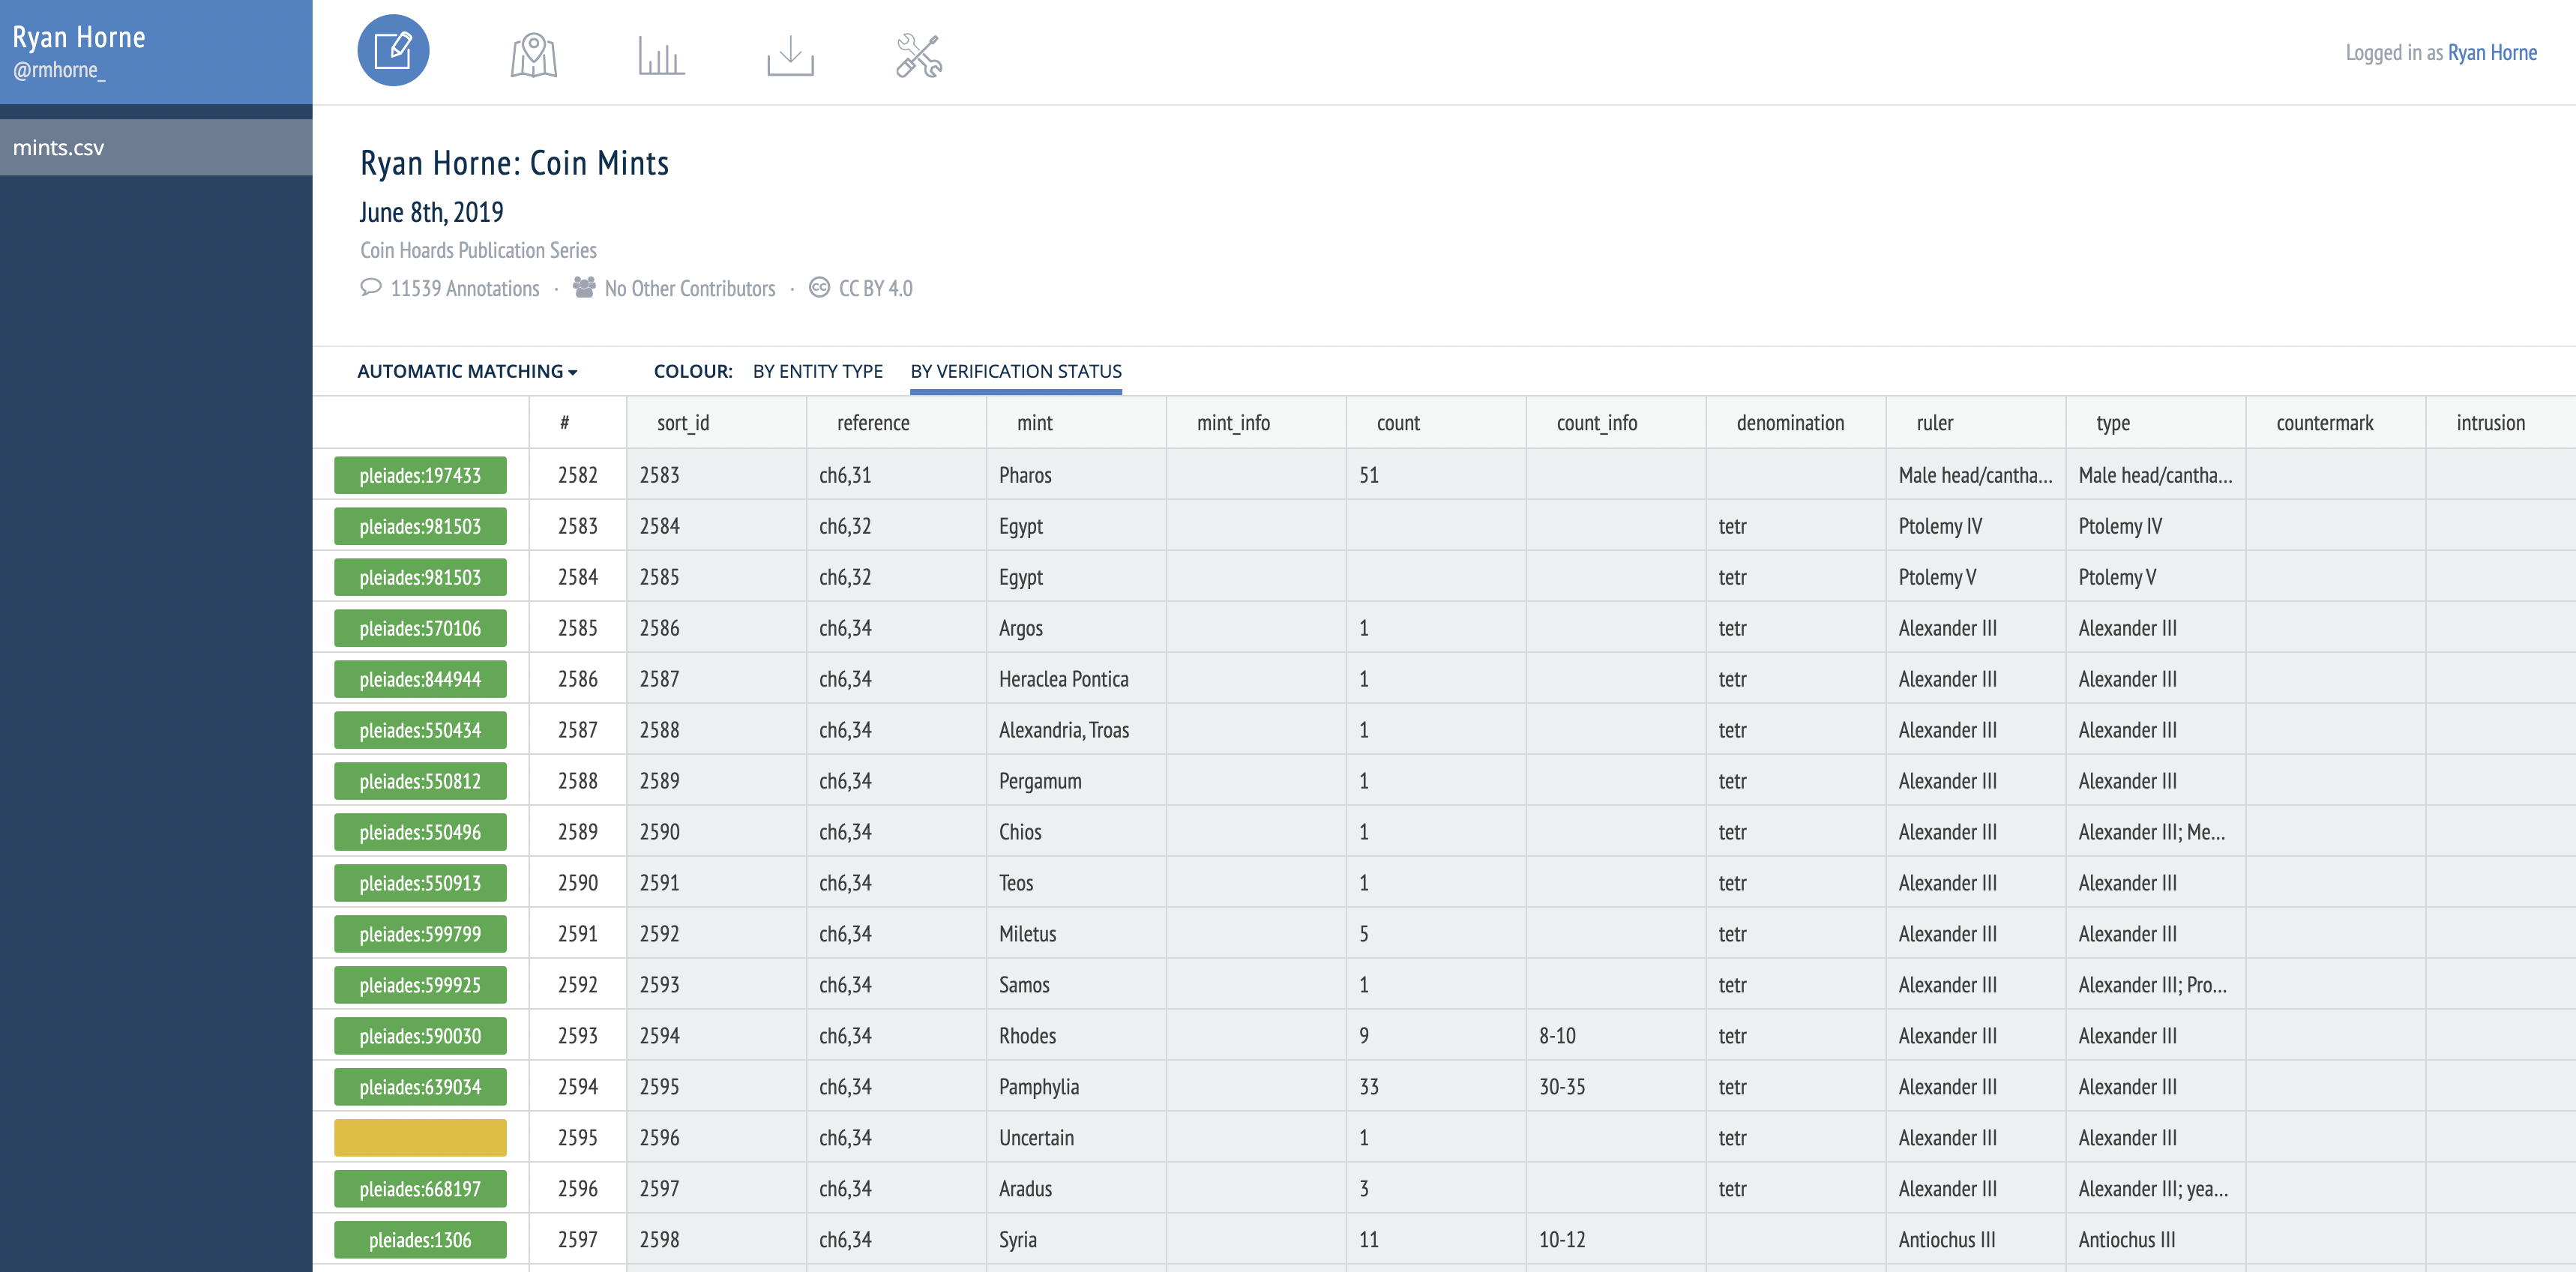 Ryan Horne
@rmhorne_
mints.csv
Logged in as Ryan Horne
Ryan Horne: Coin Mints
June 8th, 2019
Coin Hoards Publication Series
11539 Annotations · No Other Contributors · CC BY 4.0
AUTOMATIC MATCHING COLOUR: BY ENTITY TYPE BY VERIFICATION STATUS
# sort_id reference mint mint_info count count_info denomination ruler type countermark intrusion
pleiades:197433 2582 2583 ch6,31 Pharos 51 Male head/cantha... Male head/cantha...
pleiades:981503 2583 2584 ch6,32 Egypt tetr Ptolemy IV Ptolemy IV
pleiades:981503 2584 2585 ch6,32 Egypt tetr Ptolemy V Ptolemy V
pleiades:570106 2585 2586 ch6,34 Argos 1 tetr Alexander III Alexander III
pleiades:844944 2586 2587 ch6,34 Heraclea Pontica 1 tetr Alexander III Alexander III
pleiades:550434 2587 2588 ch6,34 Alexandria, Troas 1 tetr Alexander III Alexander III
pleiades:550812 2588 2589 ch6,34 Pergamum 1 tetr Alexander III Alexander III
pleiades:550496 2589 2590 ch6,34 Chios 1 tetr Alexander III Alexander III; Me...
pleiades:550913 2590 2591 ch6,34 Teos 1 tetr Alexander III Alexander III
pleiades:599799 2591 2592 ch6,34 Miletus 5 tetr Alexander III Alexander III
pleiades:599925 2592 2593 ch6,34 Samos 1 tetr Alexander III Alexander III; Pro...
pleiades:590030 2593 2594 ch6,34 Rhodes 9 8-10 tetr Alexander III Alexander III
pleiades:639034 2594 2595 ch6,34 Pamphylia 33 30-35 tetr Alexander III Alexander III
2595 2596 ch6,34 Uncertain 1 tetr Alexander III Alexander III
pleiades:668197 2596 2597 ch6,34 Aradus 3 tetr Alexander III Alexander III; yea...
pleiades:1306 2597 2598 ch6,34 Syria 11 10-12 Antiochus III Antiochus III